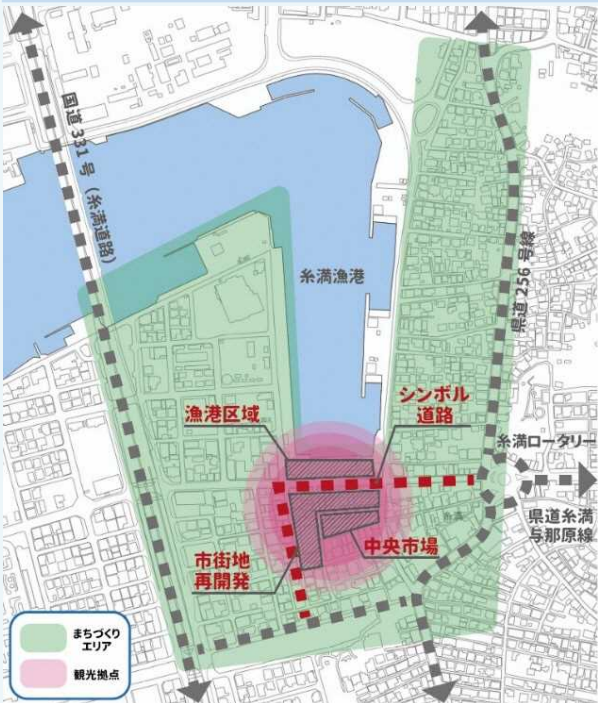 国道331号（糸満道路）
県道256号線
糸満漁港
シンボル
道路
漁港区域
糸満ロータリー
糸満
県道糸満
与那原線
中央市場
市街地
再開発
まちづくり
エリア
観光拠点